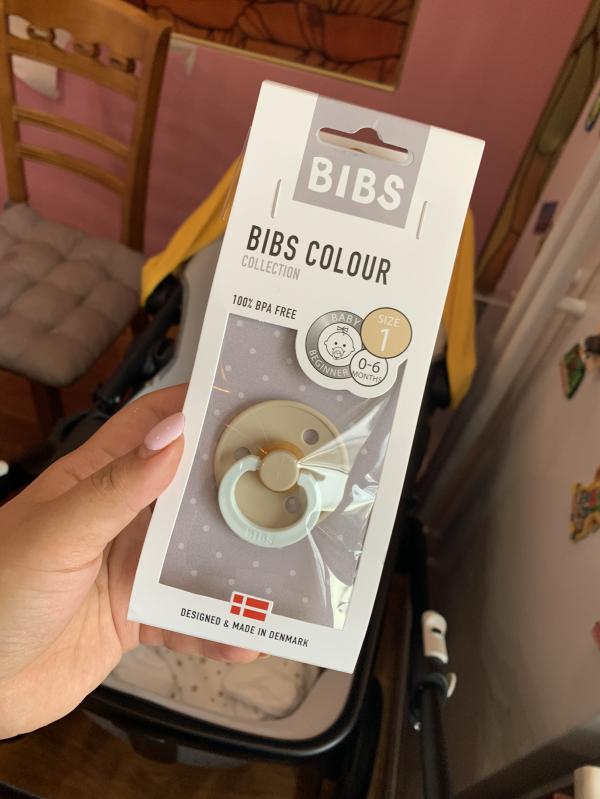 BIBS
BIBS COLOUR
COLLECTION
100% BPA FREE
BABY
BEGINNER
SIZE
1
0-6
MONTHS
BIBS
DESIGNED & MADE IN DENMARK